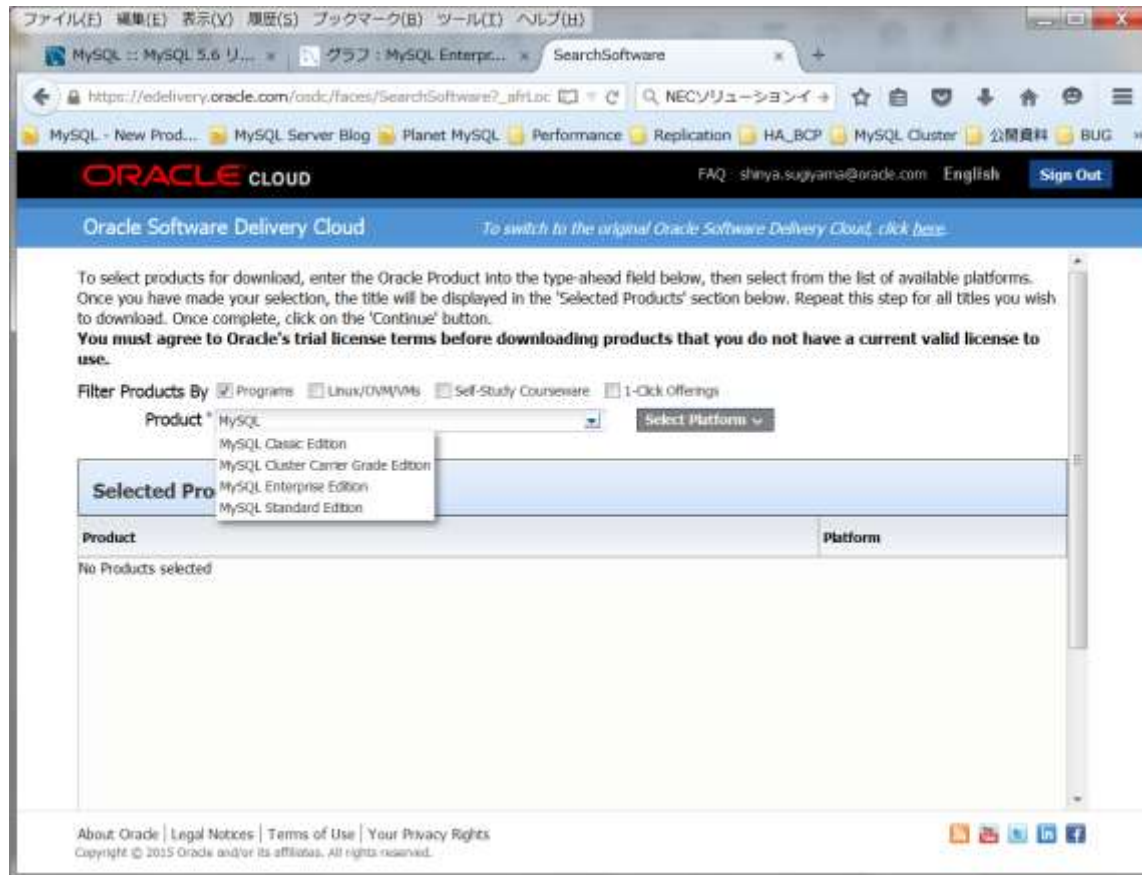 ファイル(F) 編集(E) 表示(V) 履歴(S) ブックマーク(B) ツール(T) ヘルプ(H)
MySQL :: MySQL 5.6 リ... × グラフ : MySQL Enterpr... × SearchSoftware × +
https://edelivery.oracle.com/osdc/faces/SearchSoftware?_afrLoc NECソリューションイ
MySQL - New Prod... MySQL Server Blog Planet MySQL Performance Replication HA_BCP MySQL Cluster 公開資料 BUG
ORACLE CLOUD FAQ shinya.sugiyama@oracle.com English Sign Out
Oracle Software Delivery Cloud To switch to the original Oracle Software Delivery Cloud, click here.
To select products for download, enter the Oracle Product into the type-ahead field below, then select from the list of available platforms.
Once you have made your selection, the title will be displayed in the 'Selected Products' section below. Repeat this step for all titles you wish
to download. Once complete, click on the 'Continue' button.
You must agree to Oracle's trial license terms before downloading products that you do not have a current valid license to
use.
Filter Products By Programs Linux/OVM/VMs Self-Study Courseware 1-Click Offerings
Product * MySQL Select Platform
MySQL Classic Edition
MySQL Cluster Carrier Grade Edition
MySQL Enterprise Edition
MySQL Standard Edition
Selected Pro
Product Platform
No Products selected
About Oracle | Legal Notices | Terms of Use | Your Privacy Rights
Copyright © 2015 Oracle and/or its affiliates. All rights reserved.